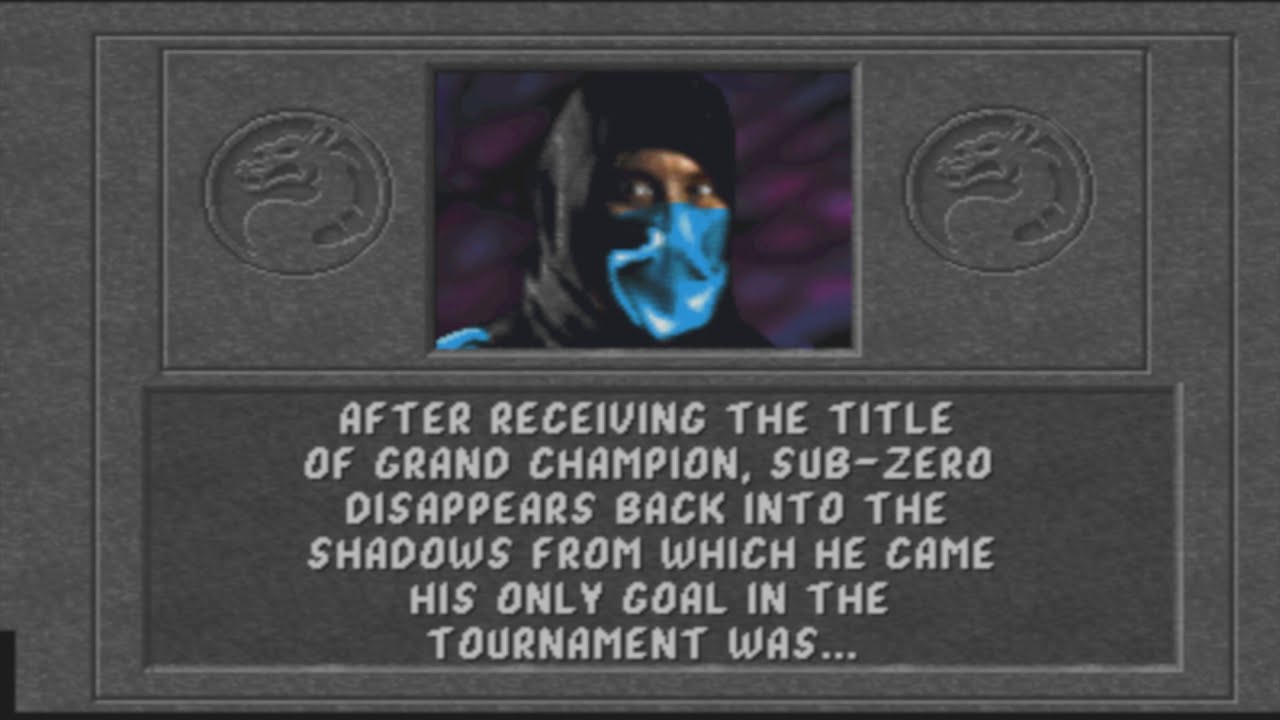 AFTER RECEIVING THE TITLE
OF GRAND CHAMPION, SUB-ZERO
DISAPPEARS BACK INTO THE
SHADOWS FROM WHICH HE CAME
HIS ONLY GOAL IN THE
TOURNAMENT WAS...